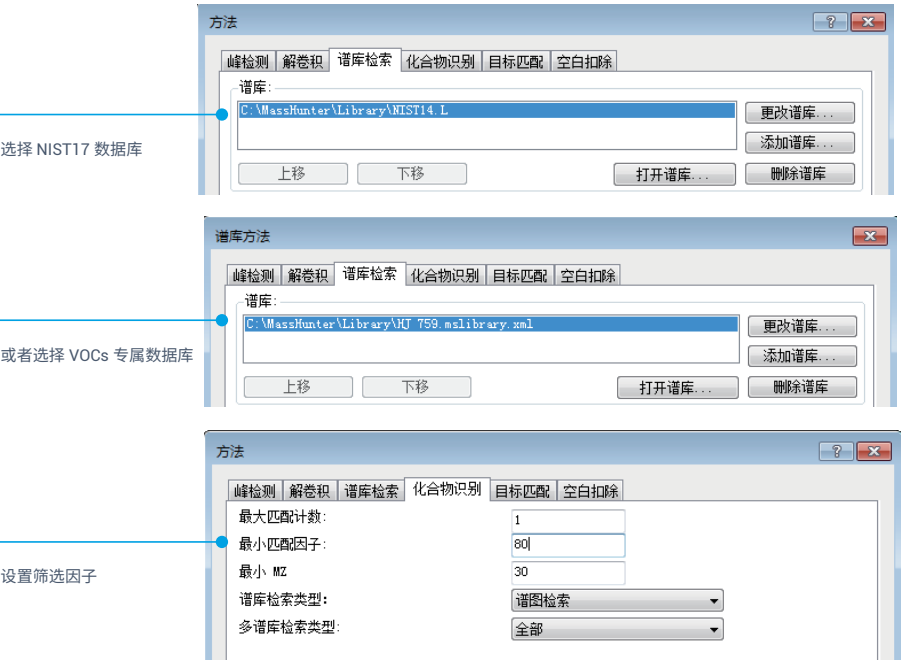 方法
峰检测 解卷积 谱库检索 化合物识别 目标匹配 空白扣除
谱库:
C:\MassHunter\Library\NIST14.L
更改谱库...
添加谱库...
选择 NIST17 数据库
上移 下移 打开谱库... 删除谱库
谱库方法
峰检测 解卷积 谱库检索 化合物识别 目标匹配 空白扣除
谱库:
C:\MassHunter\Library\HJ 759.mslibrary.xml
更改谱库...
添加谱库...
或者选择 VOCs 专属数据库
上移 下移 打开谱库... 删除谱库
方法
峰检测 解卷积 谱库检索 化合物识别 目标匹配 空白扣除
最大匹配计数: 1
最小匹配因子: 80
最小 MZ 30
设置筛选因子
谱库检索类型: 谱图检索
多谱库检索类型: 全部